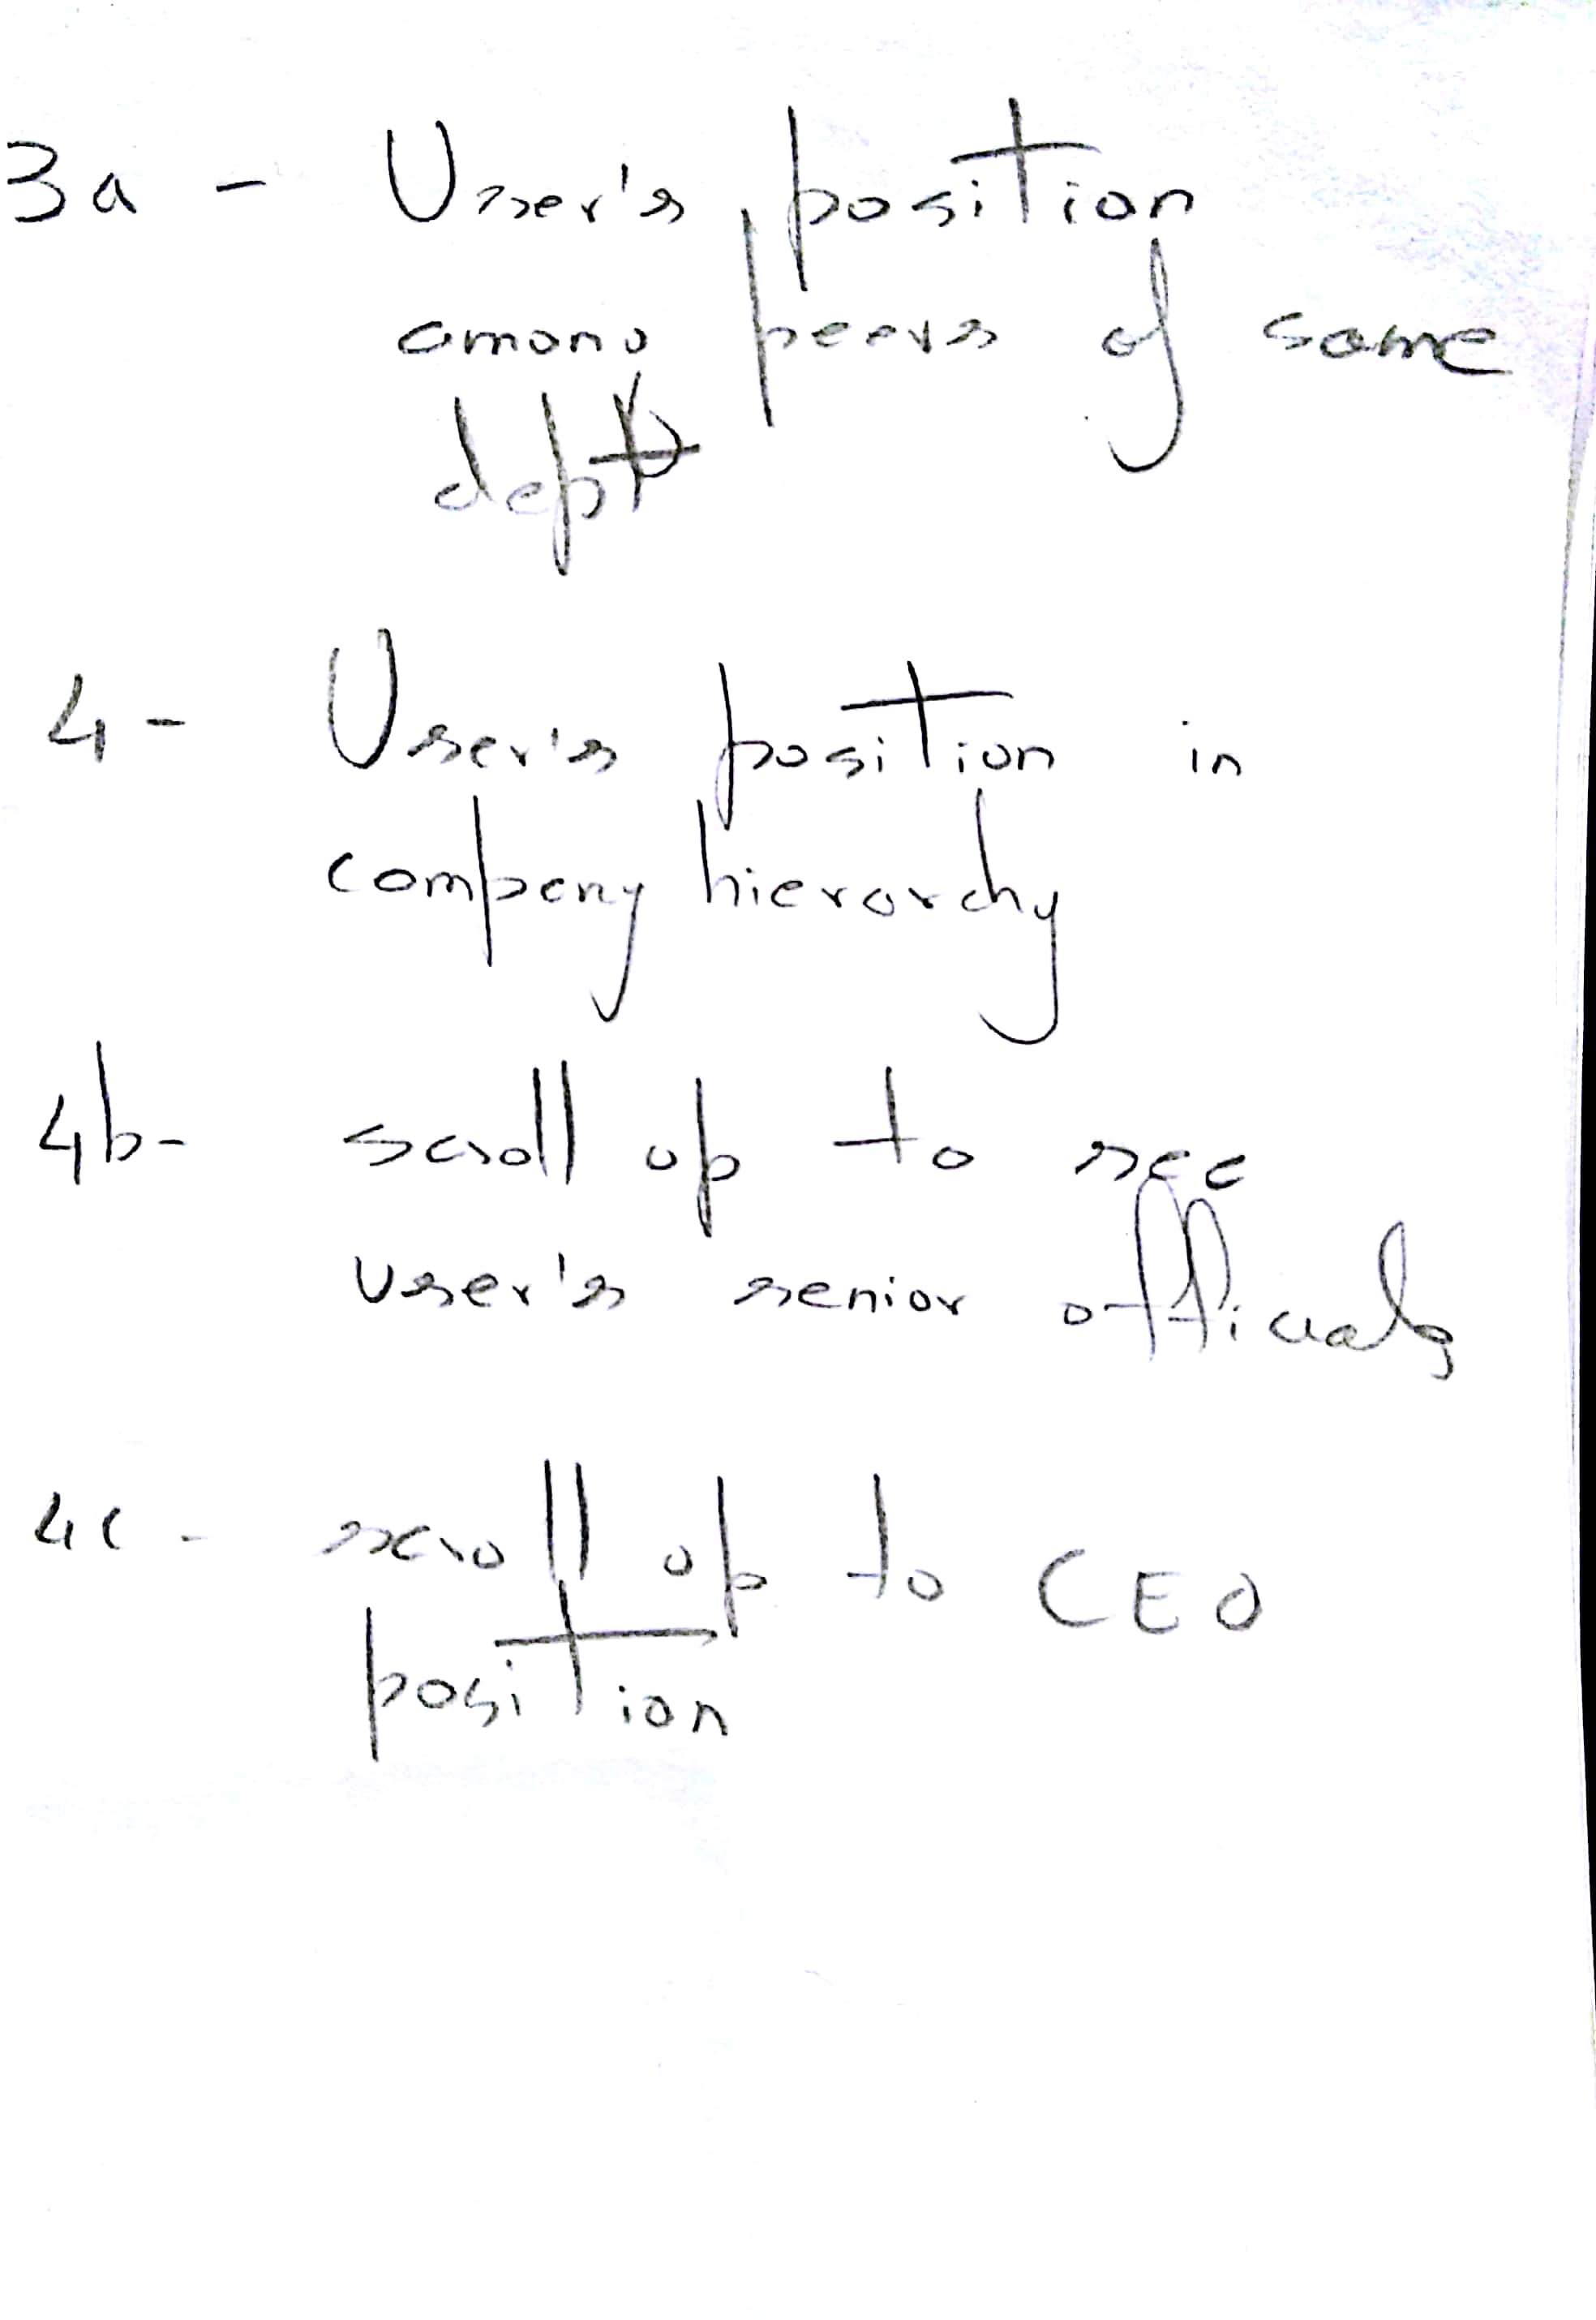 3a - User's position
among peers of same
dept
4 - User's position in
company hierarchy
4b- scroll up to see
user's senior officials
4c - scroll up to CEO
position